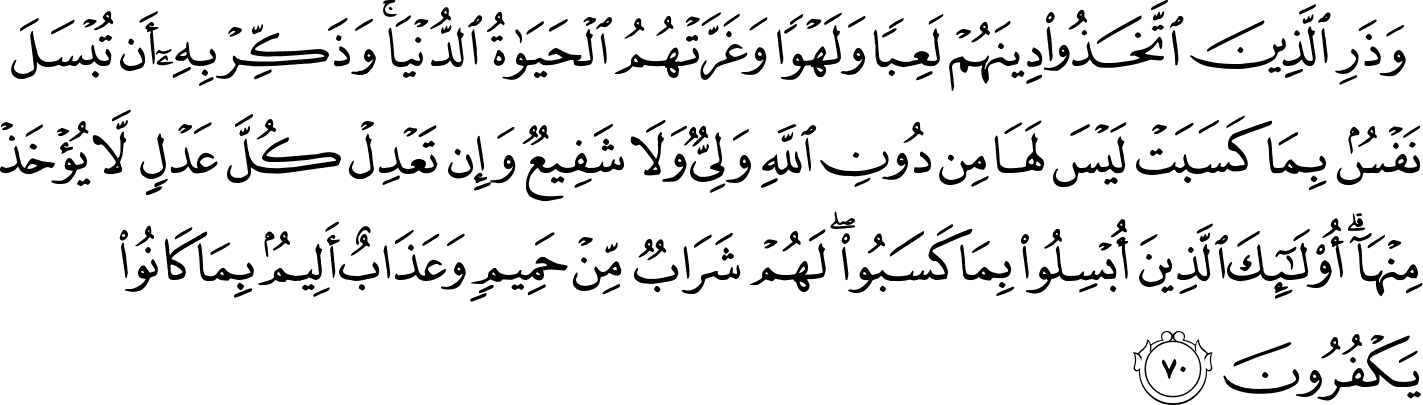 وَذَرِ ٱلَّذِينَ ٱتَّخَذُوا۟ دِينَهُمْ لَعِبًا وَلَهْوًا وَغَرَّتْهُمُ ٱلْحَيَوٰةُ ٱلدُّنْيَا ۚ وَذَكِّرْ بِهِۦٓ أَن تُبْسَلَ
نَفْسٌۢ بِمَا كَسَبَتْ لَيْسَ لَهَا مِن دُونِ ٱللَّهِ وَلِىٌّ وَلَا شَفِيعٌ وَإِن تَعْدِلْ كُلَّ عَدْلٍ لَّا يُؤْخَذْ
مِنْهَآ ۗ أُو۟لَـٰٓئِكَ ٱلَّذِينَ أُبْسِلُوا۟ بِمَا كَسَبُوا۟ ۖ لَهُمْ شَرَابٌ مِّنْ حَمِيمٍ وَعَذَابٌ أَلِيمٌۢ بِمَا كَانُوا۟
يَكْفُرُونَ ٧٠